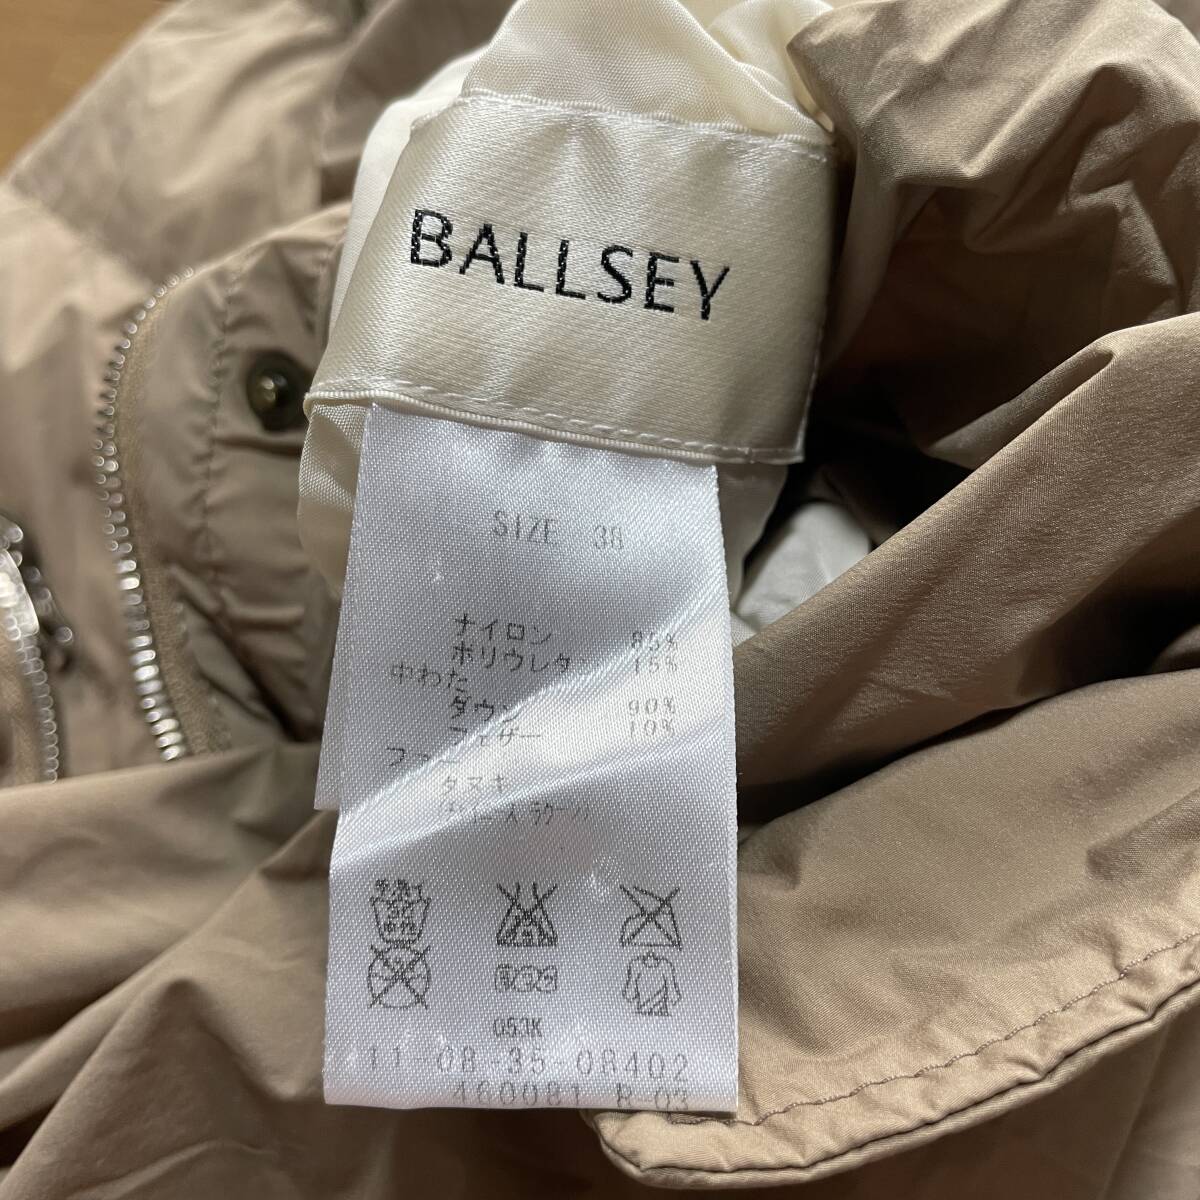 BALLSEY
SIZE 38
ナイロン 85%
ポリウレタン 15%
中わた
ダウン 90%
フェザー 10%
タヌキ
053K
11-08-35-08402
460081 R-03